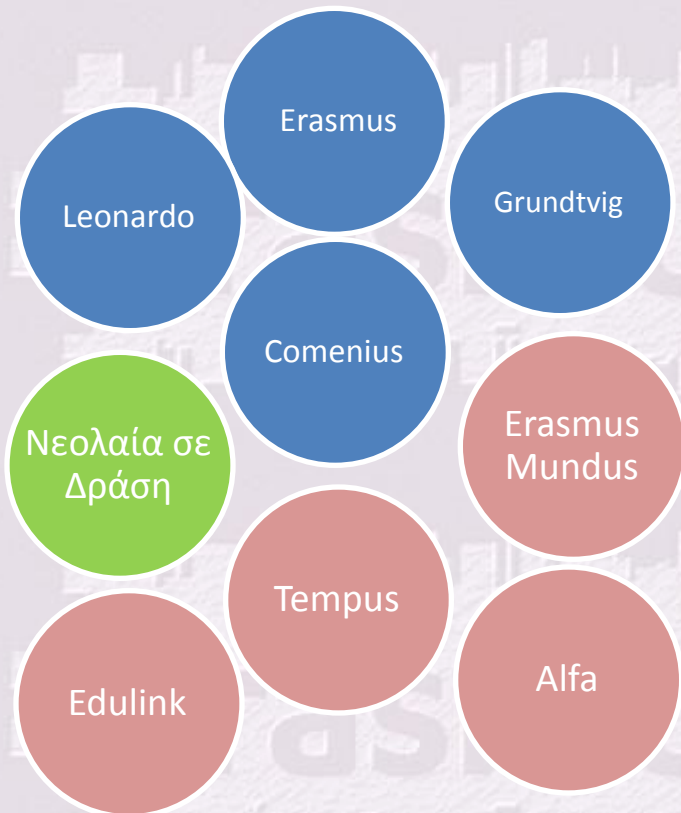 Erasmus
Leonardo
Grundtvig
Comenius
Νεολαία σε
Δράση
Erasmus
Mundus
Tempus
Edulink
Alfa